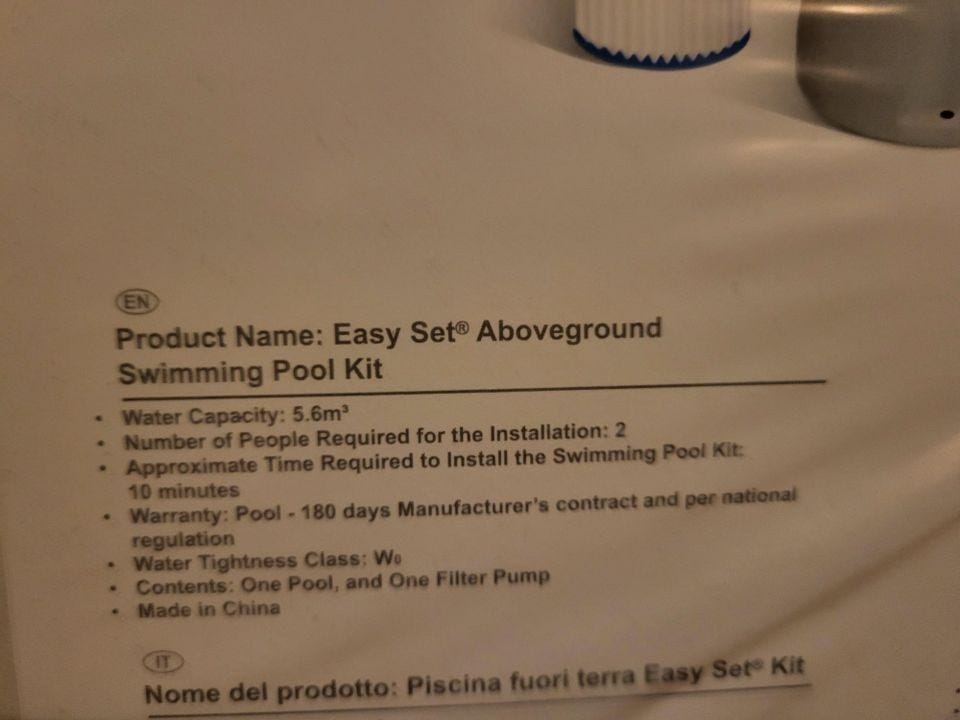 EN
Product Name: Easy Set® Aboveground
Swimming Pool Kit
• Water Capacity: 5.6m³
• Number of People Required for the Installation: 2
• Approximate Time Required to Install the Swimming Pool Kit:
10 minutes
• Warranty: Pool - 180 days Manufacturer's contract and per national
regulation
• Water Tightness Class: W₀
• Contents: One Pool, and One Filter Pump
• Made in China
IT
Nome del prodotto: Piscina fuori terra Easy Set® Kit